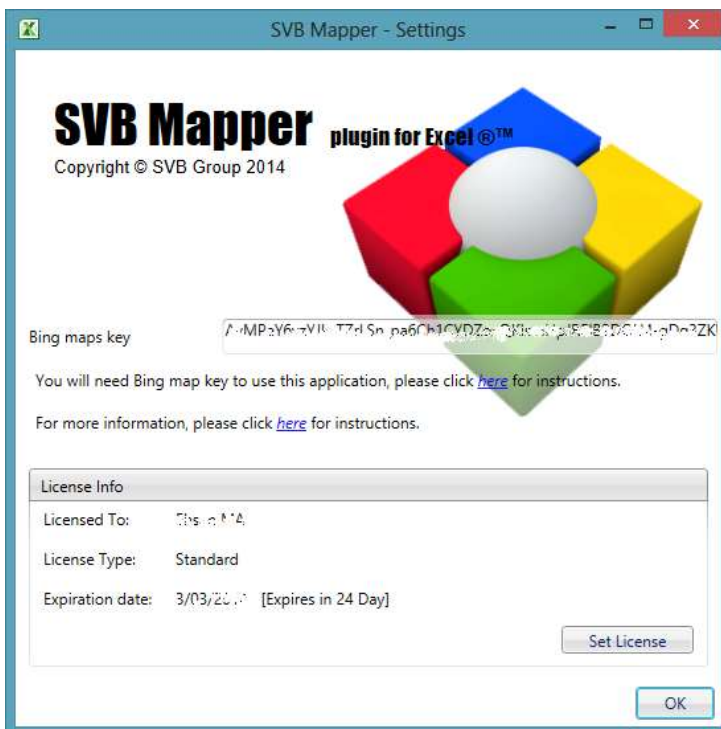 SVB Mapper - Settings
SVB Mapper plugin for Excel ®™
Copyright © SVB Group 2014
Bing maps key
You will need Bing map key to use this application, please click here for instructions.
For more information, please click here for instructions.
License Info
Licensed To:
License Type: Standard
Expiration date: [Expires in 24 Day]
Set License
OK